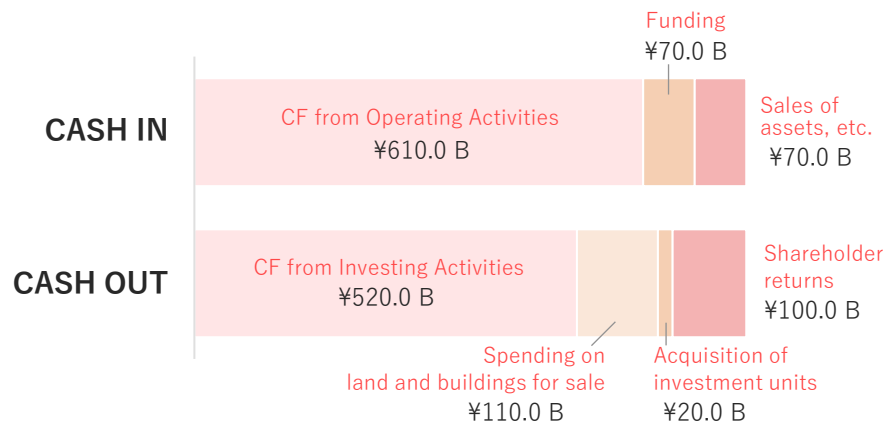 Funding
¥70.0 B
CASH IN
CF from Operating Activities
¥610.0 B
Sales of
assets, etc.
¥70.0 B
CASH OUT
CF from Investing Activities
¥520.0 B
Shareholder
returns
¥100.0 B
Spending on
land and buildings for sale
¥110.0 B
Acquisition of
investment units
¥20.0 B